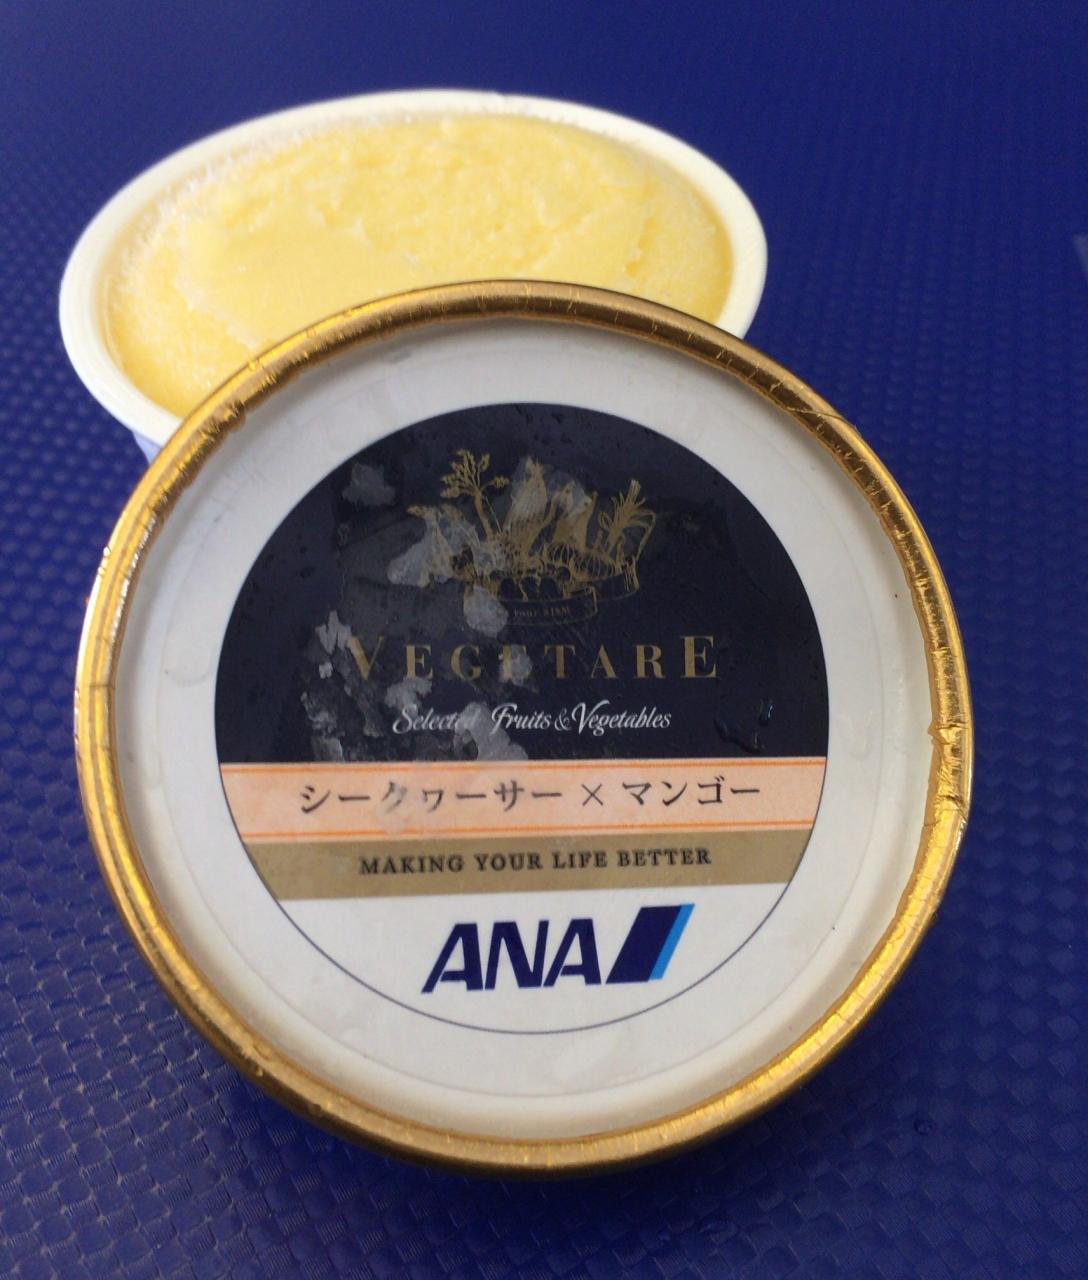 VEGETARE
Selected Fruits & Vegetables
シークヮーサー × マンゴー
MAKING YOUR LIFE BETTER
ANA